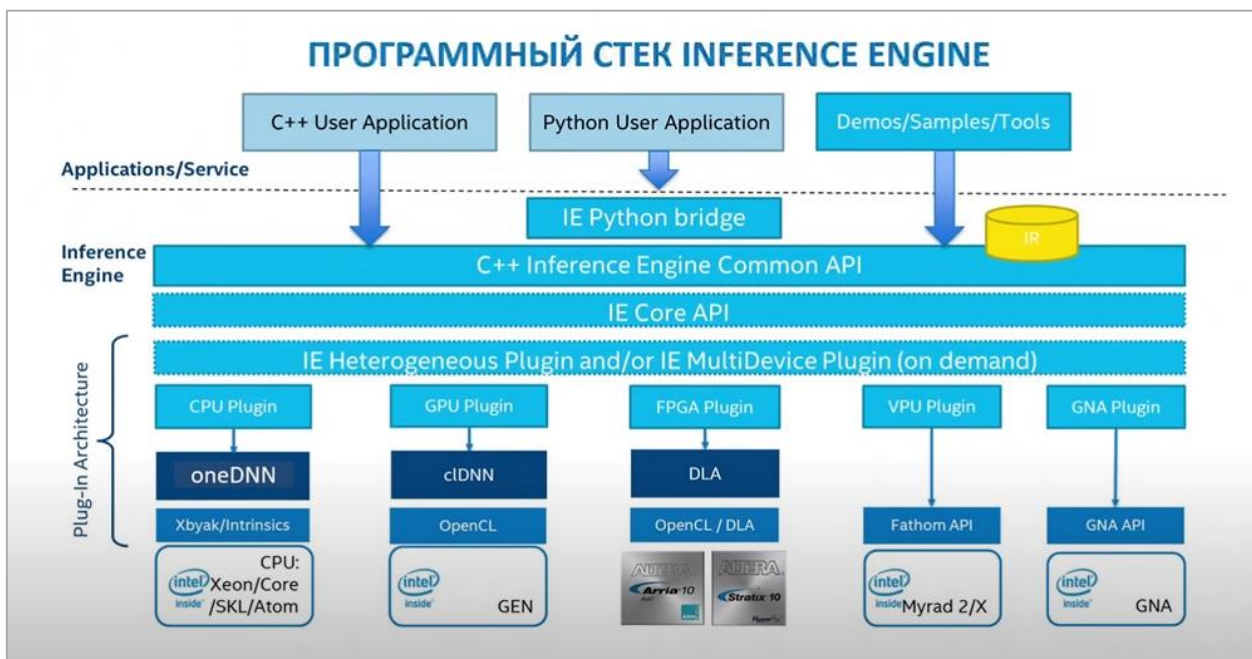 ПРОГРАММНЫЙ СТЕК INFERENCE ENGINE
C++ User Application
Python User Application
Demos/Samples/Tools
Applications/Service
IE Python bridge
IR
Inference
Engine
C++ Inference Engine Common API
IE Core API
IE Heterogeneous Plugin and/or IE MultiDevice Plugin (on demand)
Plug-In Architecture
CPU Plugin
GPU Plugin
FPGA Plugin
VPU Plugin
GNA Plugin
oneDNN
clDNN
DLA
Xbyak/Intrinsics
OpenCL
OpenCL / DLA
Fathom API
GNA API
intel inside
CPU:
Xeon/Core
/SKL/Atom
intel inside
GEN
ALTERA
Arria 10
ALTERA
Stratix 10
intel inside
Myrad 2/X
intel inside
GNA